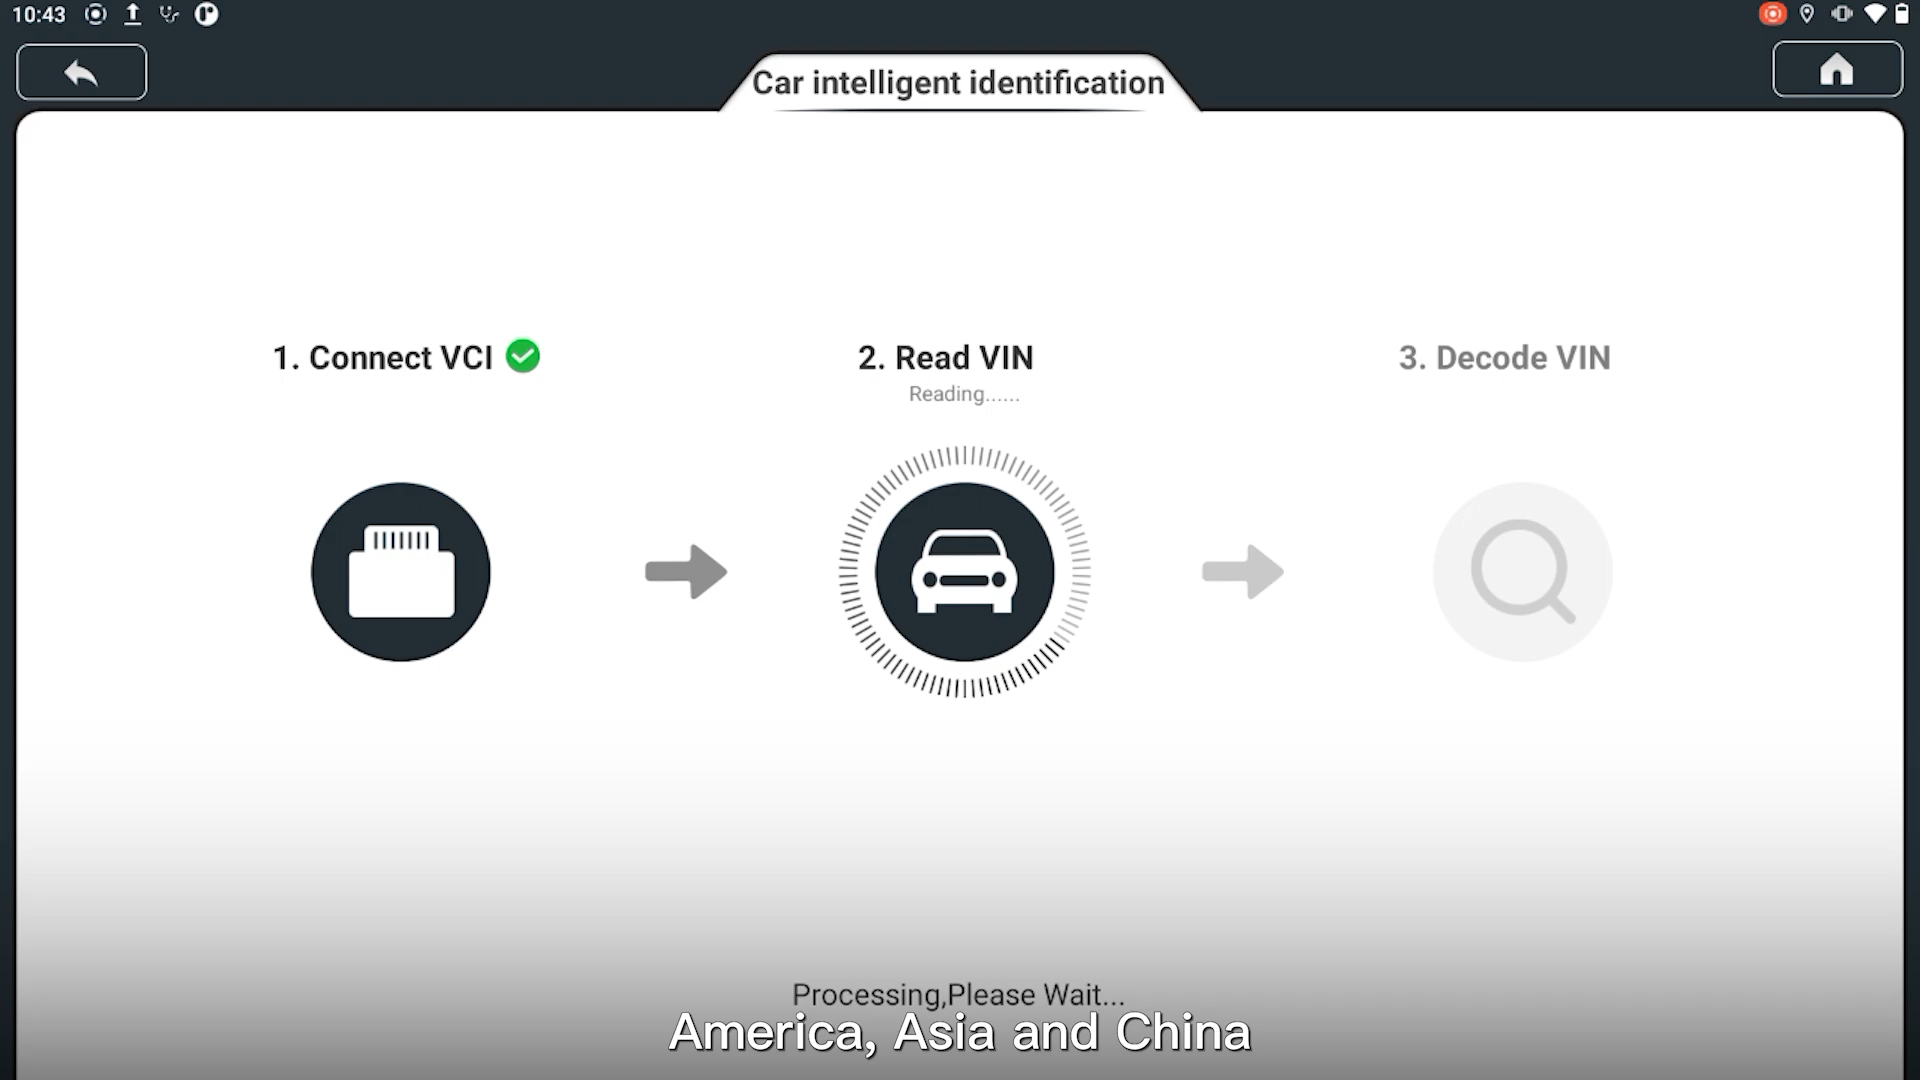 10:43
Car intelligent identification
1. Connect VCI
2. Read VIN
Reading......
3. Decode VIN
Processing,Please Wait...
America, Asia and China